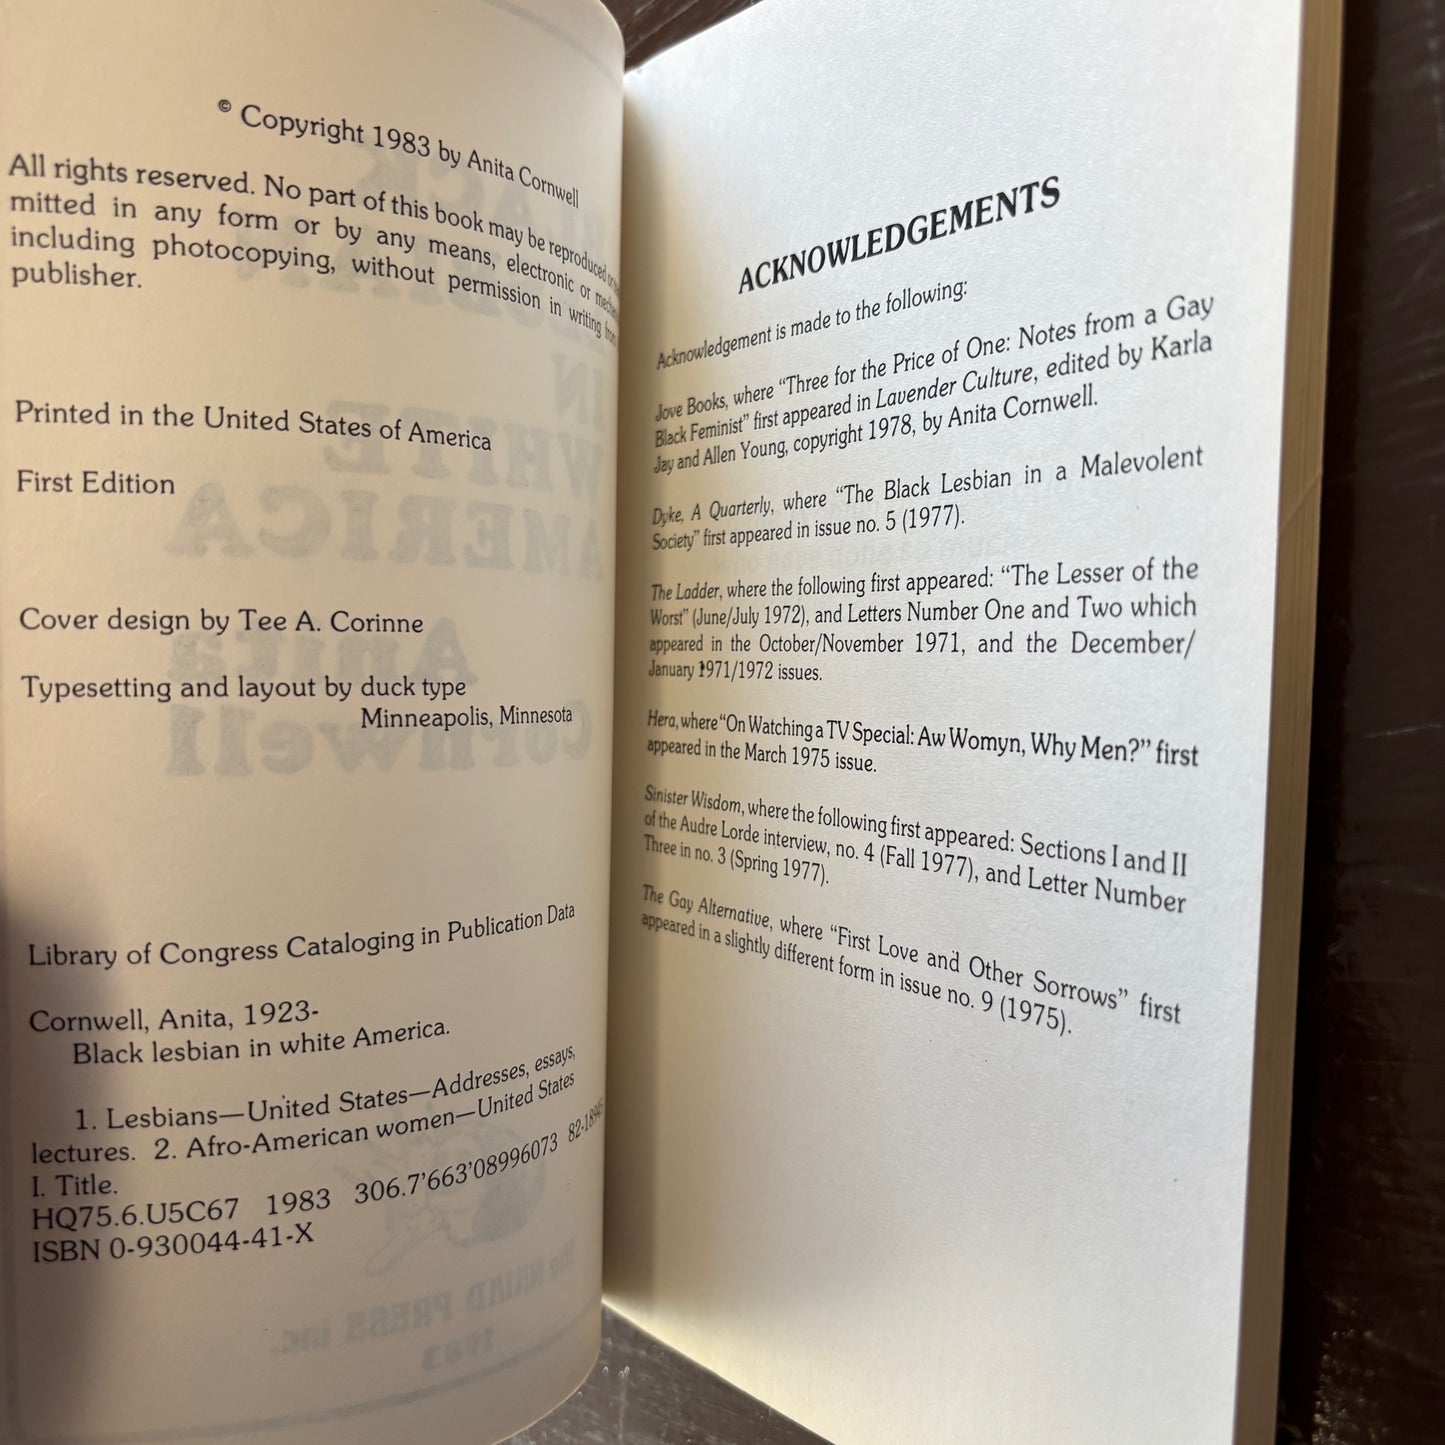 © Copyright 1983 by Anita Cornwell
All rights reserved. No part of this book may be reproduced or
mitted in any form or by any means, electronic or
including photocopying, without permission in writing from
publisher.
Printed in the United States of America
First Edition
Cover design by Tee A. Corinne
Typesetting and layout by duck type
Minneapolis, Minnesota
Library of Congress Cataloging in Publication Data
Cornwell, Anita, 1923-
Black lesbian in white America.
1. Lesbians—United States—Addresses, essays,
lectures. 2. Afro-American women—United States
I. Title.
HQ75.6.U5C67 1983 306.7'663'08996073
ISBN 0-930044-41-X
ACKNOWLEDGEMENTS
Acknowledgement is made to the following:
Jove Books, where "Three for the Price of One: Notes from a Gay
Black Feminist" first appeared in Lavender Culture, edited by Karla
Jay and Allen Young, copyright 1978, by Anita Cornwell.
Dyke, A Quarterly, where "The Black Lesbian in a Malevolent
Society" first appeared in issue no. 5 (1977).
The Ladder, where the following first appeared: "The Lesser of the
Worst" (June/July 1972), and Letters Number One and Two which
appeared in the October/November 1971, and the December/
January 1971/1972 issues.
Hera, where "On Watching a TV Special: Aw Womyn, Why Men?" first
appeared in the March 1975 issue.
Sinister Wisdom, where the following first appeared: Sections I and II
of the Audre Lorde interview, no. 4 (Fall 1977), and Letter Number
Three in no. 3 (Spring 1977).
The Gay Alternative, where "First Love and Other Sorrows" first
appeared in a slightly different form in issue no. 9 (1975).